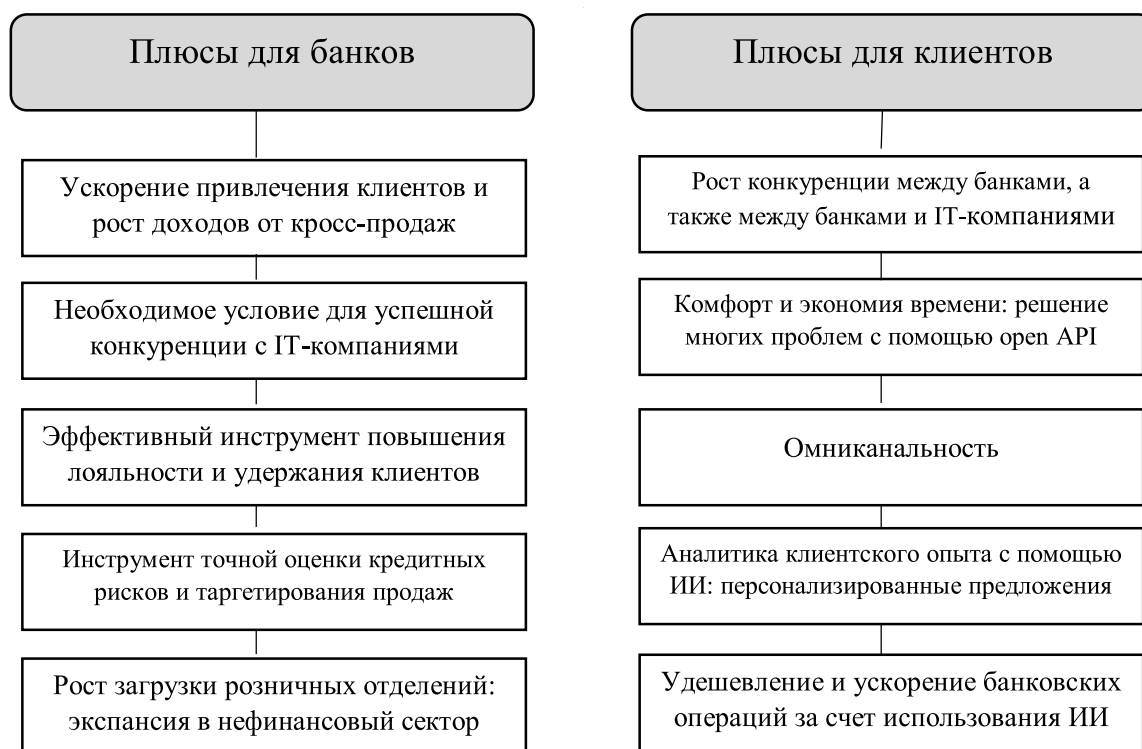 Плюсы для банков
Ускорение привлечения клиентов и
рост доходов от кросс-продаж
Необходимое условие для успешной
конкуренции с IT-компаниями
Эффективный инструмент повышения
лояльности и удержания клиентов
Инструмент точной оценки кредитных
рисков и таргетирования продаж
Рост загрузки розничных отделений:
экспансия в нефинансовый сектор
Плюсы для клиентов
Рост конкуренции между банками, а
также между банками и IT-компаниями
Комфорт и экономия времени: решение
многих проблем с помощью open API
Омниканальность
Аналитика клиентского опыта с помощью
ИИ: персонализированные предложения
Удешевление и ускорение банковских
операций за счет использования ИИ